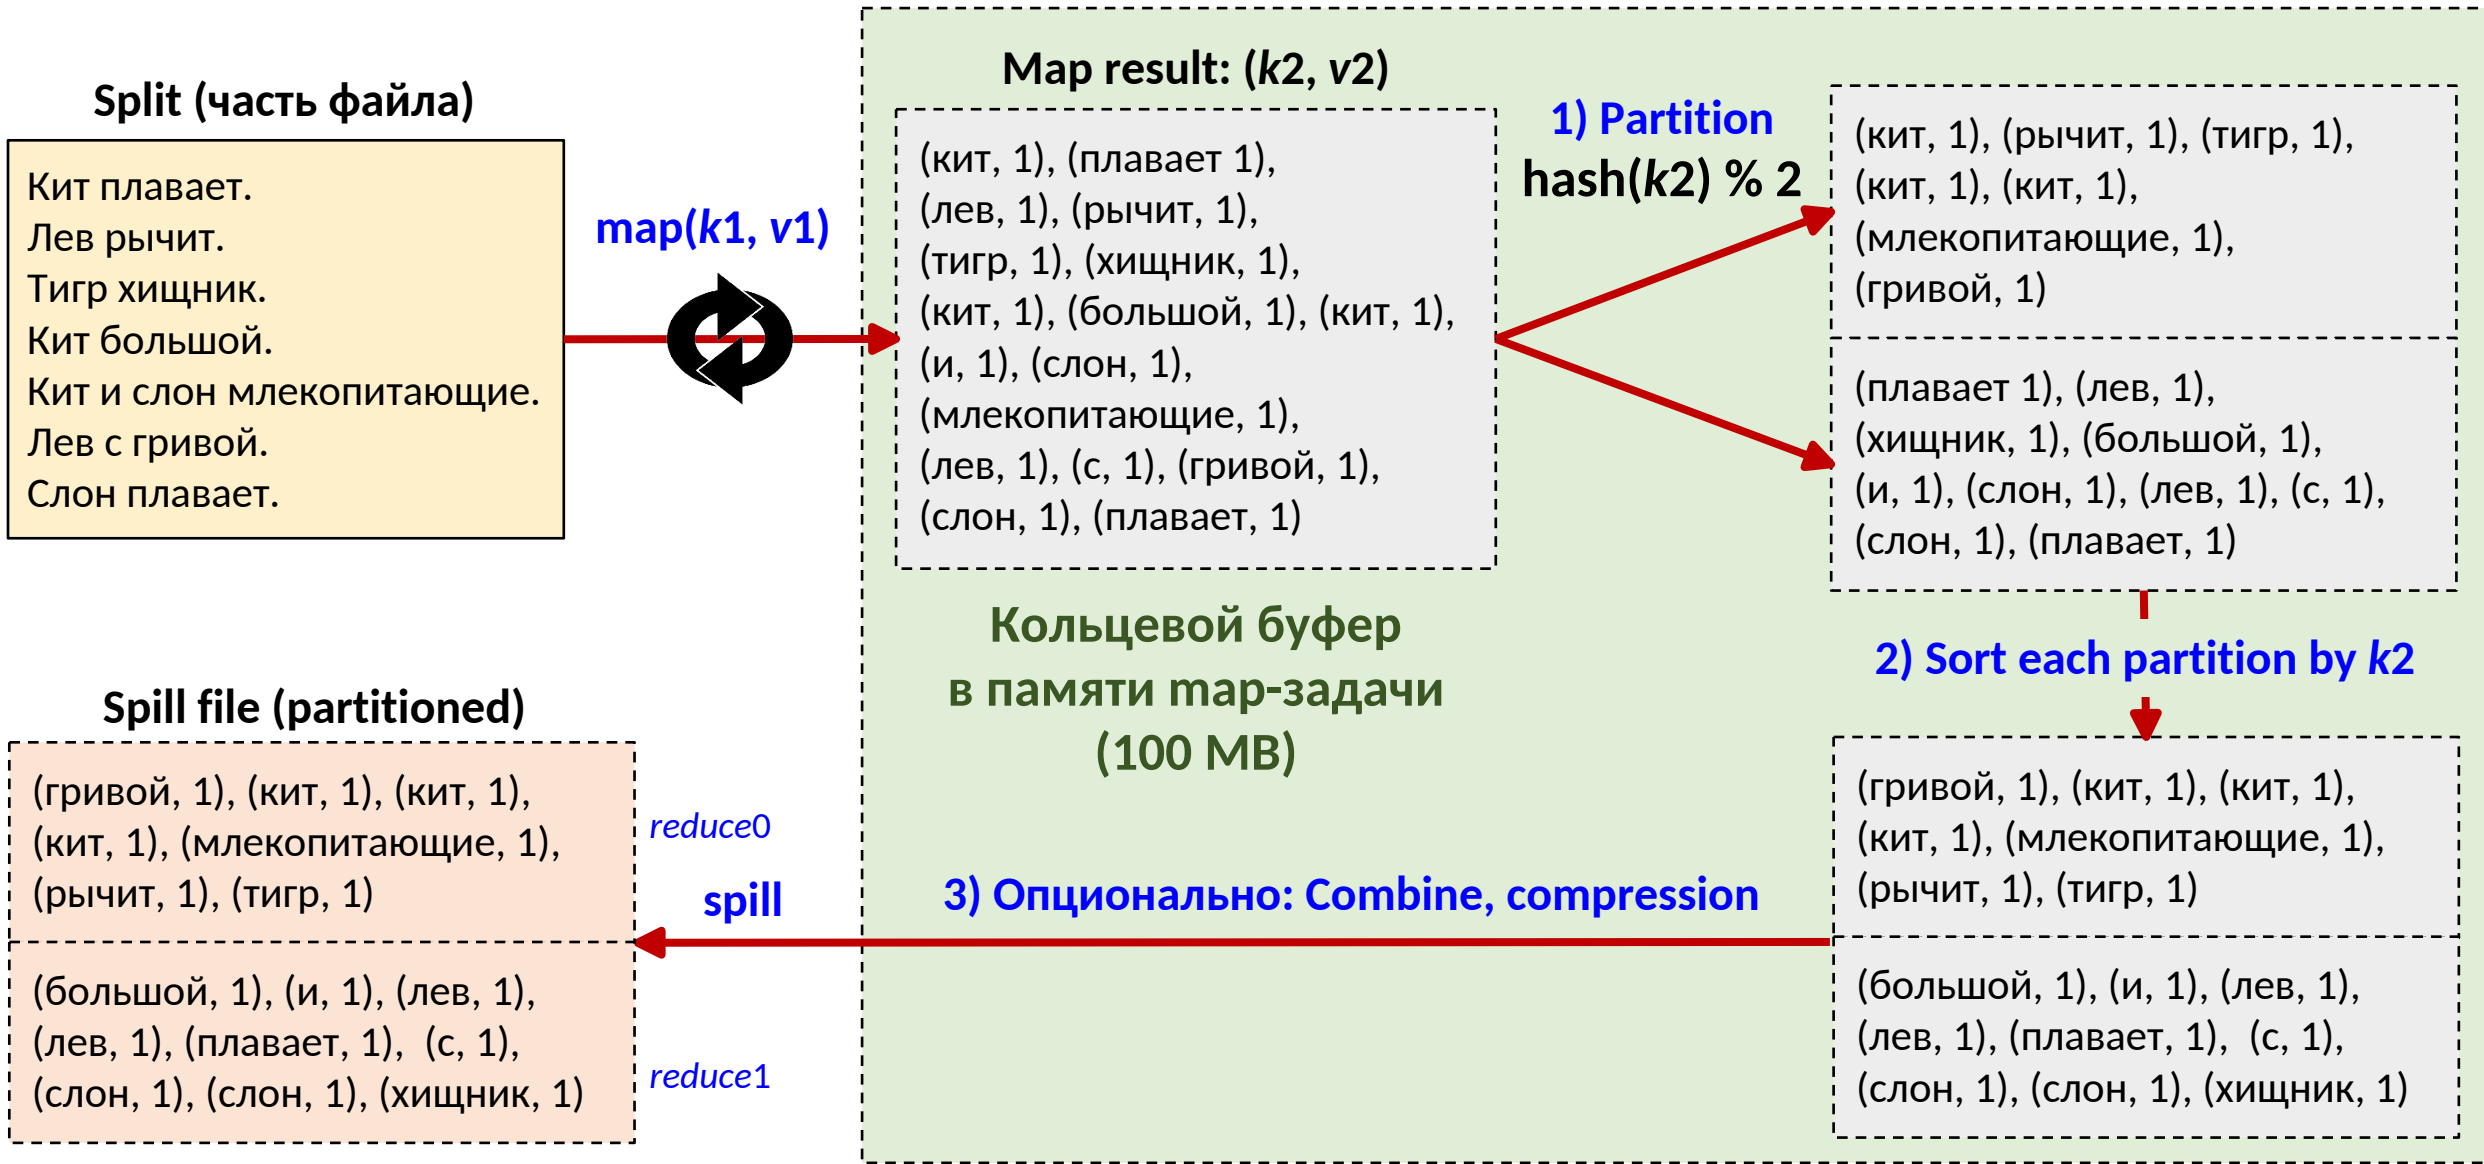 Split (часть файла)
Кит плавает.
Лев рычит.
Тигр хищник.
Кит большой.
Кит и слон млекопитающие.
Лев с гривой.
Слон плавает.
map(k1, v1)
Map result: (k2, v2)
(кит, 1), (плавает 1),
(лев, 1), (рычит, 1),
(тигр, 1), (хищник, 1),
(кит, 1), (большой, 1), (кит, 1),
(и, 1), (слон, 1),
(млекопитающие, 1),
(лев, 1), (с, 1), (гривой, 1),
(слон, 1), (плавает, 1)
1) Partition
hash(k2) % 2
(кит, 1), (рычит, 1), (тигр, 1),
(кит, 1), (кит, 1),
(млекопитающие, 1),
(гривой, 1)
(плавает 1), (лев, 1),
(хищник, 1), (большой, 1),
(и, 1), (слон, 1), (лев, 1), (с, 1),
(слон, 1), (плавает, 1)
Кольцевой буфер
в памяти map-задачи
(100 MB)
2) Sort each partition by k2
(гривой, 1), (кит, 1), (кит, 1),
(кит, 1), (млекопитающие, 1),
(рычит, 1), (тигр, 1)
(большой, 1), (и, 1), (лев, 1),
(лев, 1), (плавает, 1), (с, 1),
(слон, 1), (слон, 1), (хищник, 1)
3) Опционально: Combine, compression
spill
Spill file (partitioned)
(гривой, 1), (кит, 1), (кит, 1),
(кит, 1), (млекопитающие, 1),
(рычит, 1), (тигр, 1)
reduce0
(большой, 1), (и, 1), (лев, 1),
(лев, 1), (плавает, 1), (с, 1),
(слон, 1), (слон, 1), (хищник, 1)
reduce1